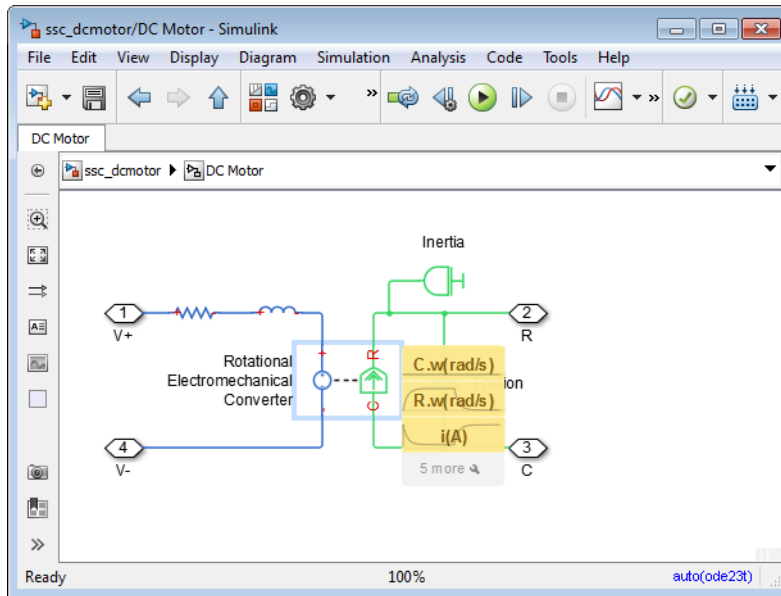 ssc_dcmotor/DC Motor - Simulink
File Edit View Display Diagram Simulation Analysis Code Tools Help
» »
DC Motor
ssc_dcmotor DC Motor
A
Inertia
1
V+
2
R
Rotational
Electromechanical
Converter
+
-
R
C
C.w(rad/s)
R.w(rad/s)
i(A)
ion
5 more
4
V-
3
C
»
Ready 100% auto(ode23t)